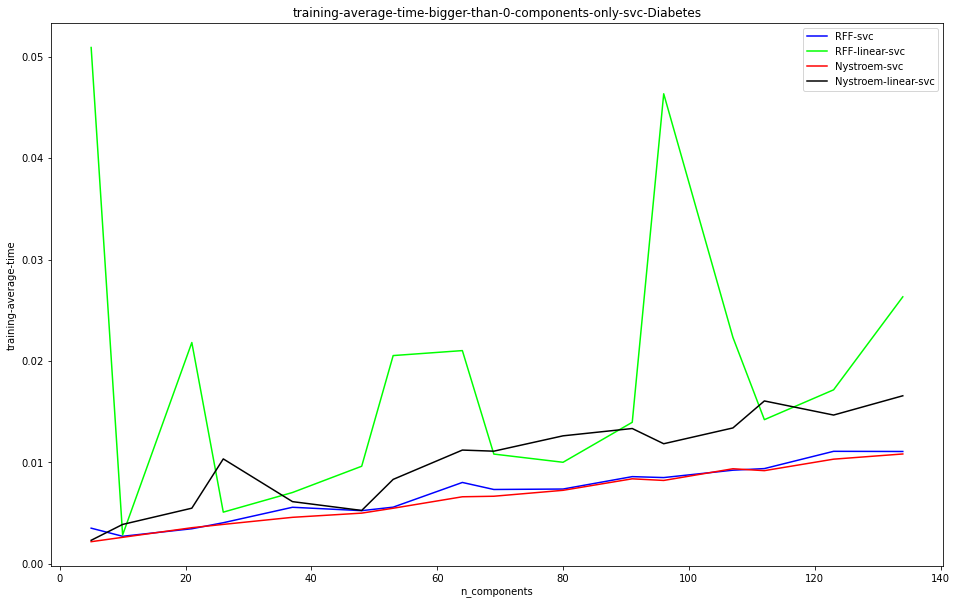 training-average-time-bigger-than-0-components-only-svc-Diabetes
RFF-svc
RFF-linear-svc
Nystroem-svc
Nystroem-linear-svc
training-average-time
0.05
0.04
0.03
0.02
0.01
0.00
0 20 40 60 80 100 120 140
n_components